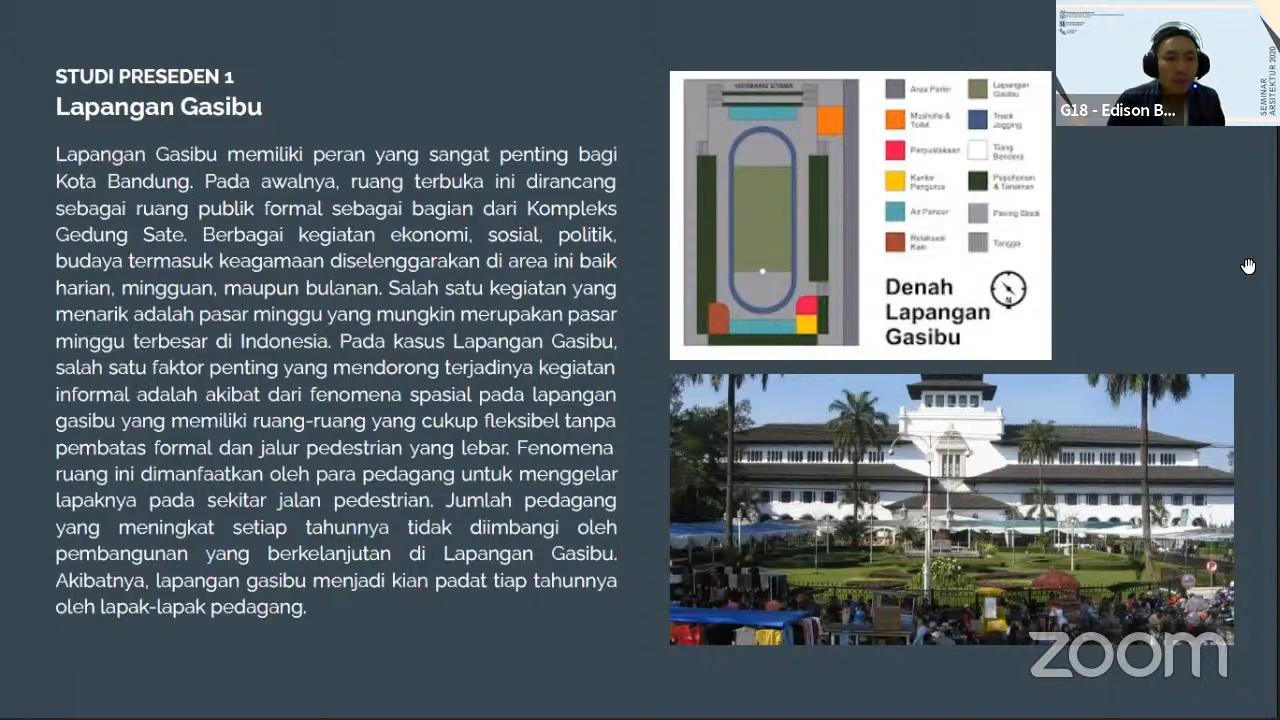 STUDI PRESEDEN 1
Lapangan Gasibu
Lapangan Gasibu memiliki peran yang sangat penting bagi
Kota Bandung. Pada awalnya, ruang terbuka ini dirancang
sebagai ruang publik formal sebagai bagian dari Kompleks
Gedung Sate. Berbagai kegiatan ekonomi, sosial, politik,
budaya termasuk keagamaan diselenggarakan di area ini baik
harian, mingguan, maupun bulanan. Salah satu kegiatan yang
menarik adalah pasar minggu yang mungkin merupakan pasar
minggu terbesar di Indonesia. Pada kasus Lapangan Gasibu,
salah satu faktor penting yang mendorong terjadinya kegiatan
informal adalah akibat dari fenomena spasial pada lapangan
gasibu yang memiliki ruang-ruang yang cukup fleksibel tanpa
pembatas formal dan jalur pedestrian yang lebar. Fenomena
ruang ini dimanfaatkan oleh para pedagang untuk menggelar
lapaknya pada sekitar jalan pedestrian. Jumlah pedagang
yang meningkat setiap tahunnya tidak diimbangi oleh
pembangunan yang berkelanjutan di Lapangan Gasibu.
Akibatnya, lapangan gasibu menjadi kian padat tiap tahunnya
oleh lapak-lapak pedagang.
Area Parkir
Musholla &
Toilet
Perpustakaan
Kantor
Pengurus
Air Pancur
Relaksasi
Kaki
Lapangan
Gasibu
Track
Jogging
Tiang
Bendera
Pepohonan
& Tanaman
Paving Block
Tangga
Denah
Lapangan
Gasibu
N
P
G18 - Edison B...
SEMINAR
ARSITEKTUR 2020
zoom